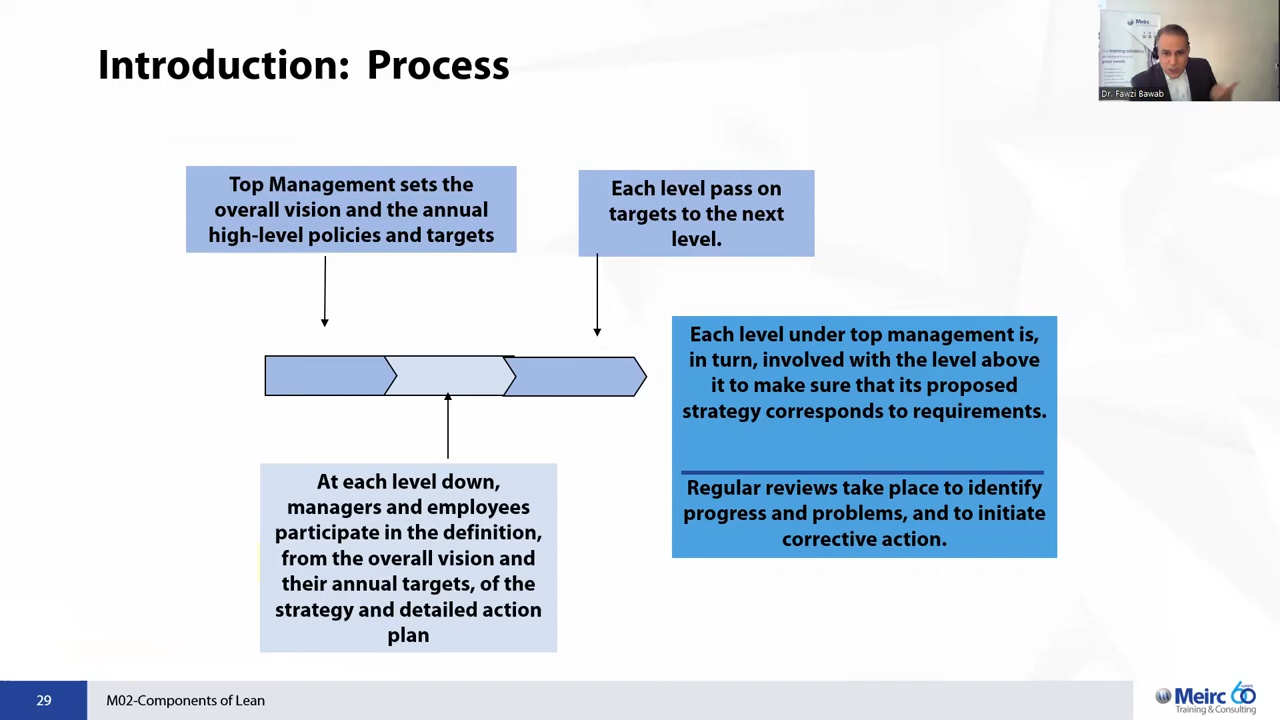 Introduction: Process
Meirc
Dr. Fawzi Bawab
Top Management sets the
overall vision and the annual
high-level policies and targets
Each level pass on
targets to the next
level.
Each level under top management is,
in turn, involved with the level above
it to make sure that its proposed
strategy corresponds to requirements.
Regular reviews take place to identify
progress and problems, and to initiate
corrective action.
At each level down,
managers and employees
participate in the definition,
from the overall vision and
their annual targets, of the
strategy and detailed action
plan
29
M02-Components of Lean
Meirc 60
Training & Consulting